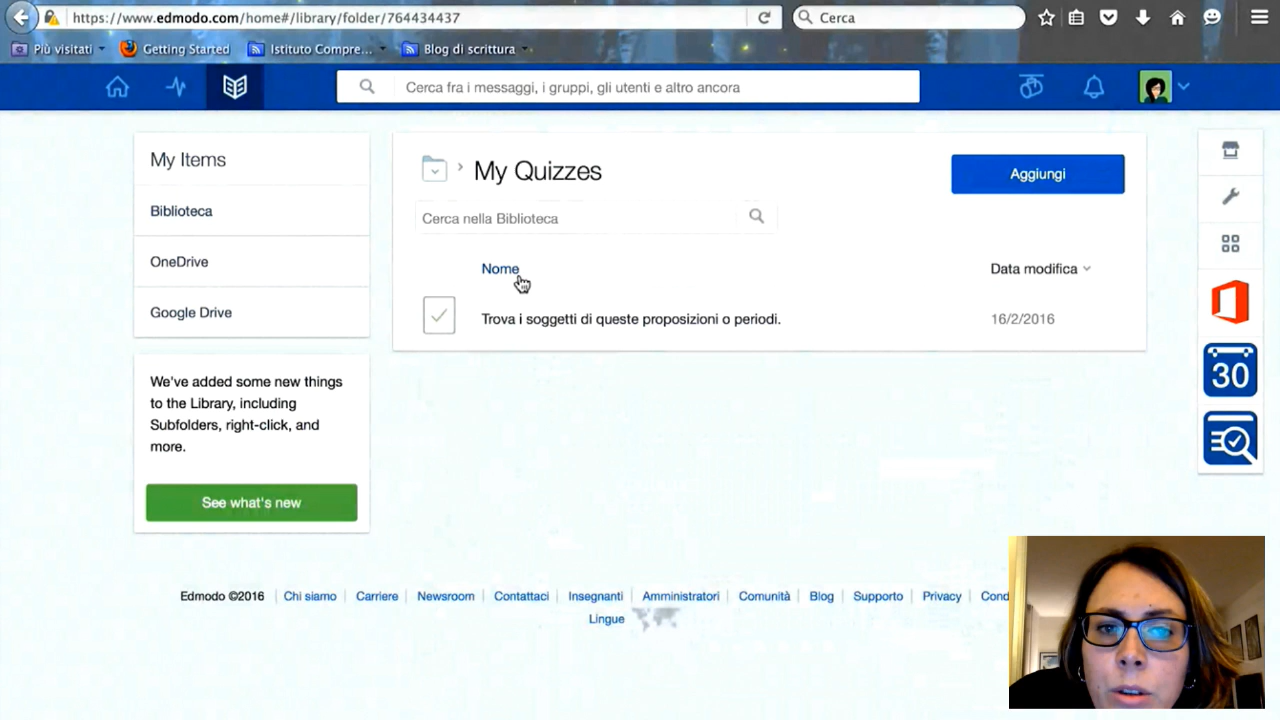 https://www.edmodo.com/home#/library/folder/764434437
Cerca
Più visitati
Getting Started
Istituto Compre...
Blog di scrittura
Cerca fra i messaggi, i gruppi, gli utenti e altro ancora
My Items
Biblioteca
OneDrive
Google Drive
We've added some new things
to the Library, including
Subfolders, right-click, and
more.
See what's new
My Quizzes
Aggiungi
Cerca nella Biblioteca
Nome
Data modifica
Trova i soggetti di queste proposizioni o periodi.
16/2/2016
30
Edmodo ©2016 Chi siamo Carriere Newsroom Contattaci Insegnanti Amministratori Comunità Blog Supporto Privacy Cond
Lingue